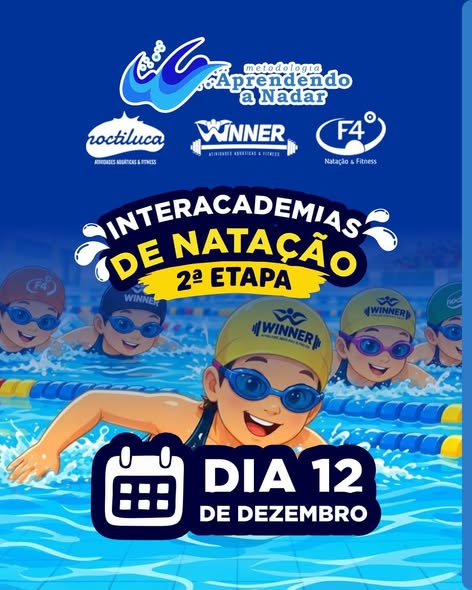 metodologia
Aprendendo
a Nadar
noctiluca
ATIVIDADES AQUÁTICAS & FITNESS
WINNER
ATIVIDADES AQUÁTICAS & FITNESS
F4
Natação & Fitness
INTERACADEMIAS
DE NATAÇÃO
2ª ETAPA
F4
WINNER
WINNER
WINNER
DIA 12
DE DEZEMBRO